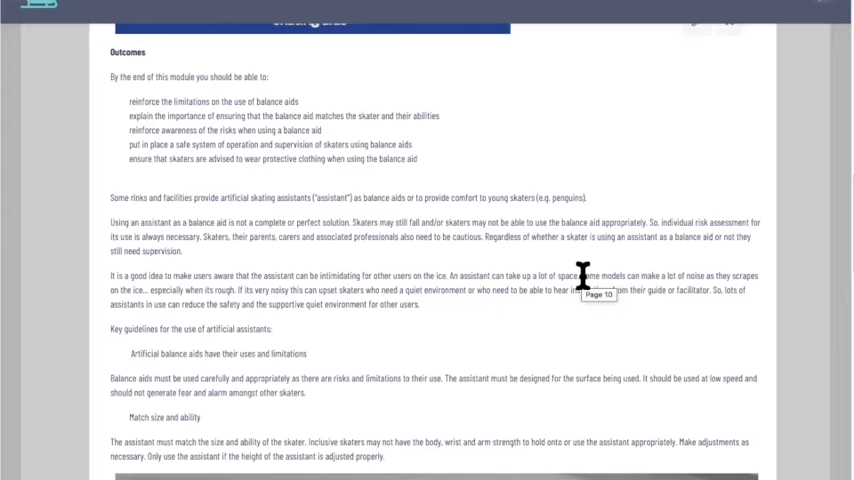 Outcomes
By the end of this module you should be able to:
reinforce the limitations on the use of balance aids
explain the importance of ensuring that the balance aid matches the skater and their abilities
reinforce awareness of the risks when using a balance aid
put in place a safe system of operation and supervision of skaters using balance aids
ensure that skaters are advised to wear protective clothing when using the balance aid
Some rinks and facilities provide artificial skating assistants ("assistant") as balance aids or to provide comfort to young skaters (e.g. penguins).
Using an assistant as a balance aid is not a complete or perfect solution. Skaters may still fall and/or skaters may not be able to use the balance aid appropriately. So, individual risk assessment for
its use is always necessary. Skaters, their parents, carers and associated professionals also need to be cautious. Regardless of whether a skater is using an assistant as a balance aid or not they
still need supervision.
It is a good idea to make users aware that the assistant can be intimidating for other users on the ice. An assistant can take up a lot of space. models can make a lot of noise as they scrapes
on the ice... especially when its rough. If its very noisy this can upset skaters who need a quiet environment or who need to be able to hear from their guide or facilitator. So, lots of
Page 10
assistants in use can reduce the safety and the supportive quiet environment for other users.
Key guidelines for the use of artificial assistants:
Artificial balance aids have their uses and limitations
Balance aids must be used carefully and appropriately as there are risks and limitations to their use. The assistant must be designed for the surface being used. It should be used at low speed and
should not generate fear and alarm amongst other skaters.
Match size and ability
The assistant must match the size and ability of the skater. Inclusive skaters may not have the body, wrist and arm strength to hold onto or use the assistant appropriately. Make adjustments as
necessary. Only use the assistant if the height of the assistant is adjusted properly.